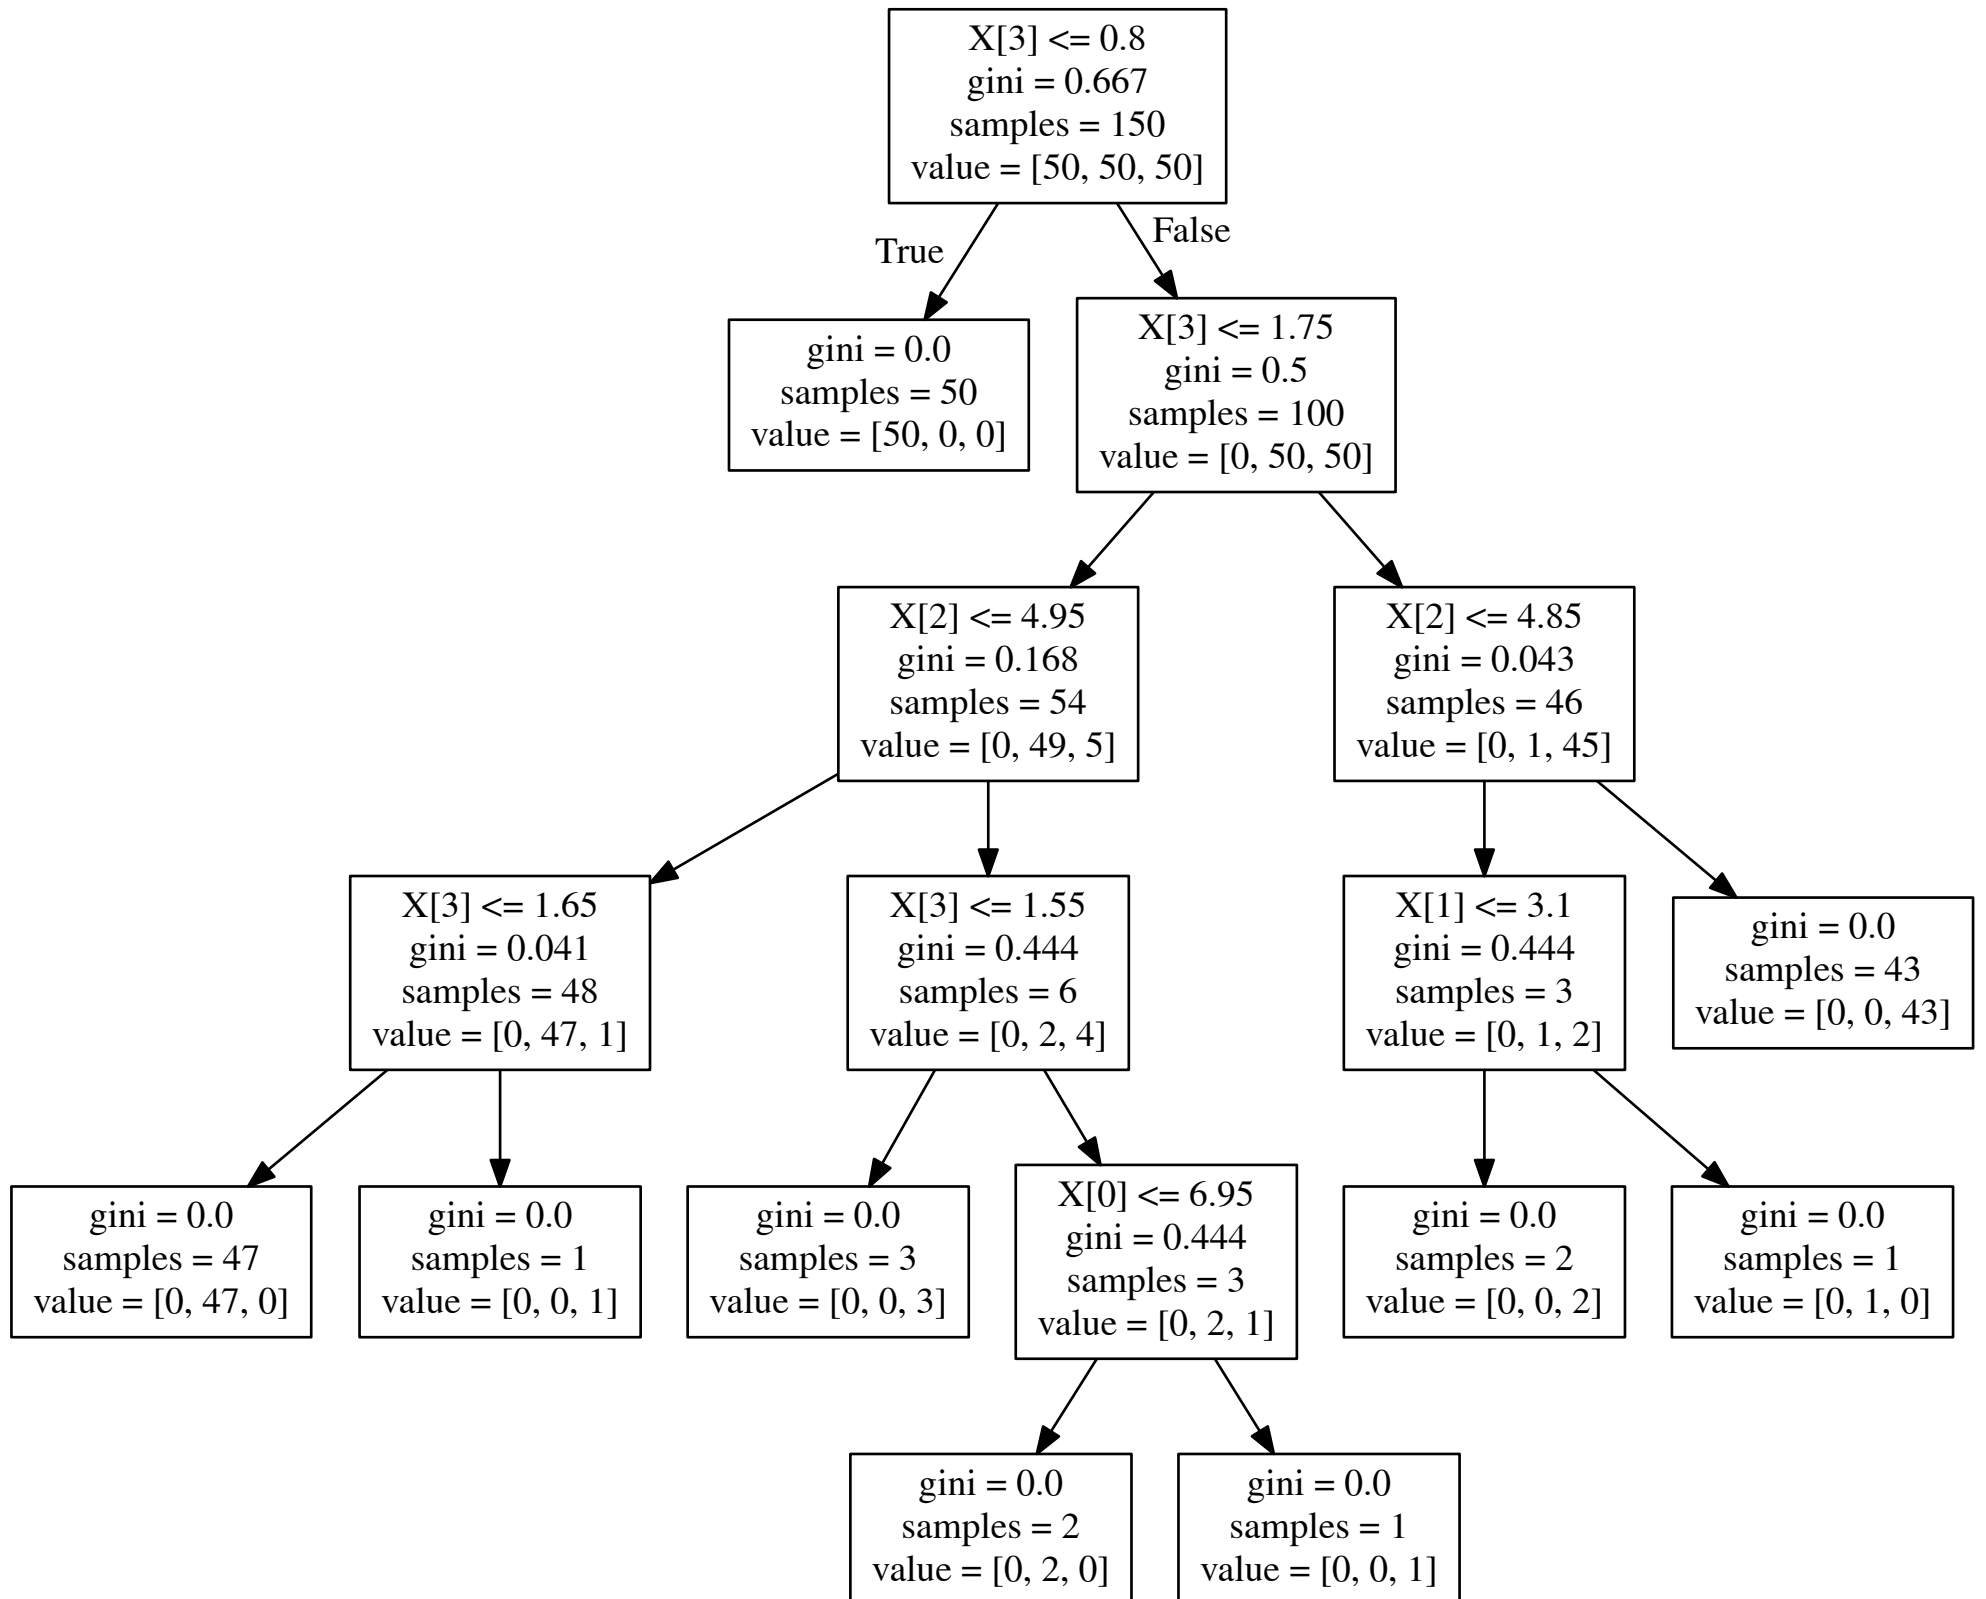 X[3] <= 0.8
gini = 0.667
samples = 150
value = [50, 50, 50]
True
False
gini = 0.0
samples = 50
value = [50, 0, 0]
X[3] <= 1.75
gini = 0.5
samples = 100
value = [0, 50, 50]
X[2] <= 4.95
gini = 0.168
samples = 54
value = [0, 49, 5]
X[2] <= 4.85
gini = 0.043
samples = 46
value = [0, 1, 45]
X[3] <= 1.65
gini = 0.041
samples = 48
value = [0, 47, 1]
X[3] <= 1.55
gini = 0.444
samples = 6
value = [0, 2, 4]
X[1] <= 3.1
gini = 0.444
samples = 3
value = [0, 1, 2]
gini = 0.0
samples = 43
value = [0, 0, 43]
gini = 0.0
samples = 47
value = [0, 47, 0]
gini = 0.0
samples = 1
value = [0, 0, 1]
gini = 0.0
samples = 3
value = [0, 0, 3]
X[0] <= 6.95
gini = 0.444
samples = 3
value = [0, 2, 1]
gini = 0.0
samples = 2
value = [0, 0, 2]
gini = 0.0
samples = 1
value = [0, 1, 0]
gini = 0.0
samples = 2
value = [0, 2, 0]
gini = 0.0
samples = 1
value = [0, 0, 1]